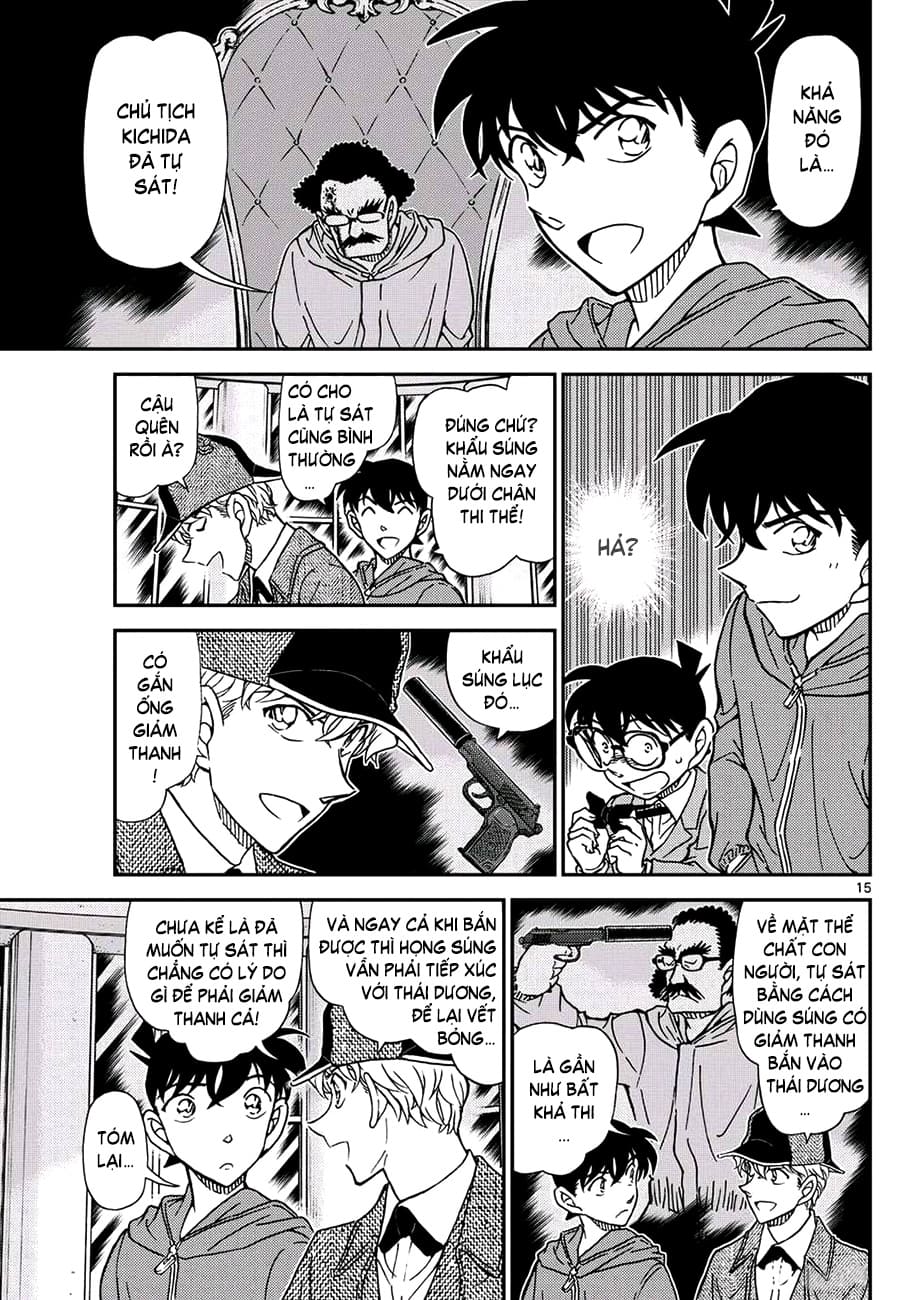 KHẢ
NĂNG
ĐÓ
LÀ...
CHỦ TỊCH
KICHIDA
ĐÃ TỰ
SÁT!
HẢ?
ĐÚNG CHỨ?
KHẨU SÚNG
NẰM NGAY
DƯỚI CHÂN
THI THỂ!
CÓ CHO
LÀ TỰ SÁT
CŨNG BÌNH
THƯỜNG
...
CẬU
QUÊN
RỒI À?
KHẨU
SÚNG LỤC
ĐÓ...
CÓ
GẮN
ỐNG
GIẢM
THANH
!
15
VỀ MẶT THỂ
CHẤT CON
NGƯỜI, TỰ SÁT
BẰNG CÁCH
DÙNG SÚNG CÓ
GIẢM THANH
BẮN VÀO
THÁI DƯƠNG
...
LÀ GẦN
NHƯ BẤT
KHẢ THI
...
VÀ NGAY CẢ KHI BẮN
ĐƯỢC THÌ HỌNG SÚNG
VẪN PHẢI TIẾP XÚC
VỚI THÁI DƯƠNG,
ĐỂ LẠI VẾT
BỎNG...
CHƯA KỂ LÀ ĐÃ
MUỐN TỰ SÁT THÌ
CHẲNG CÓ LÝ DO
GÌ ĐỂ PHẢI GIẢM
THANH CẢ!
TÓM
LẠI...